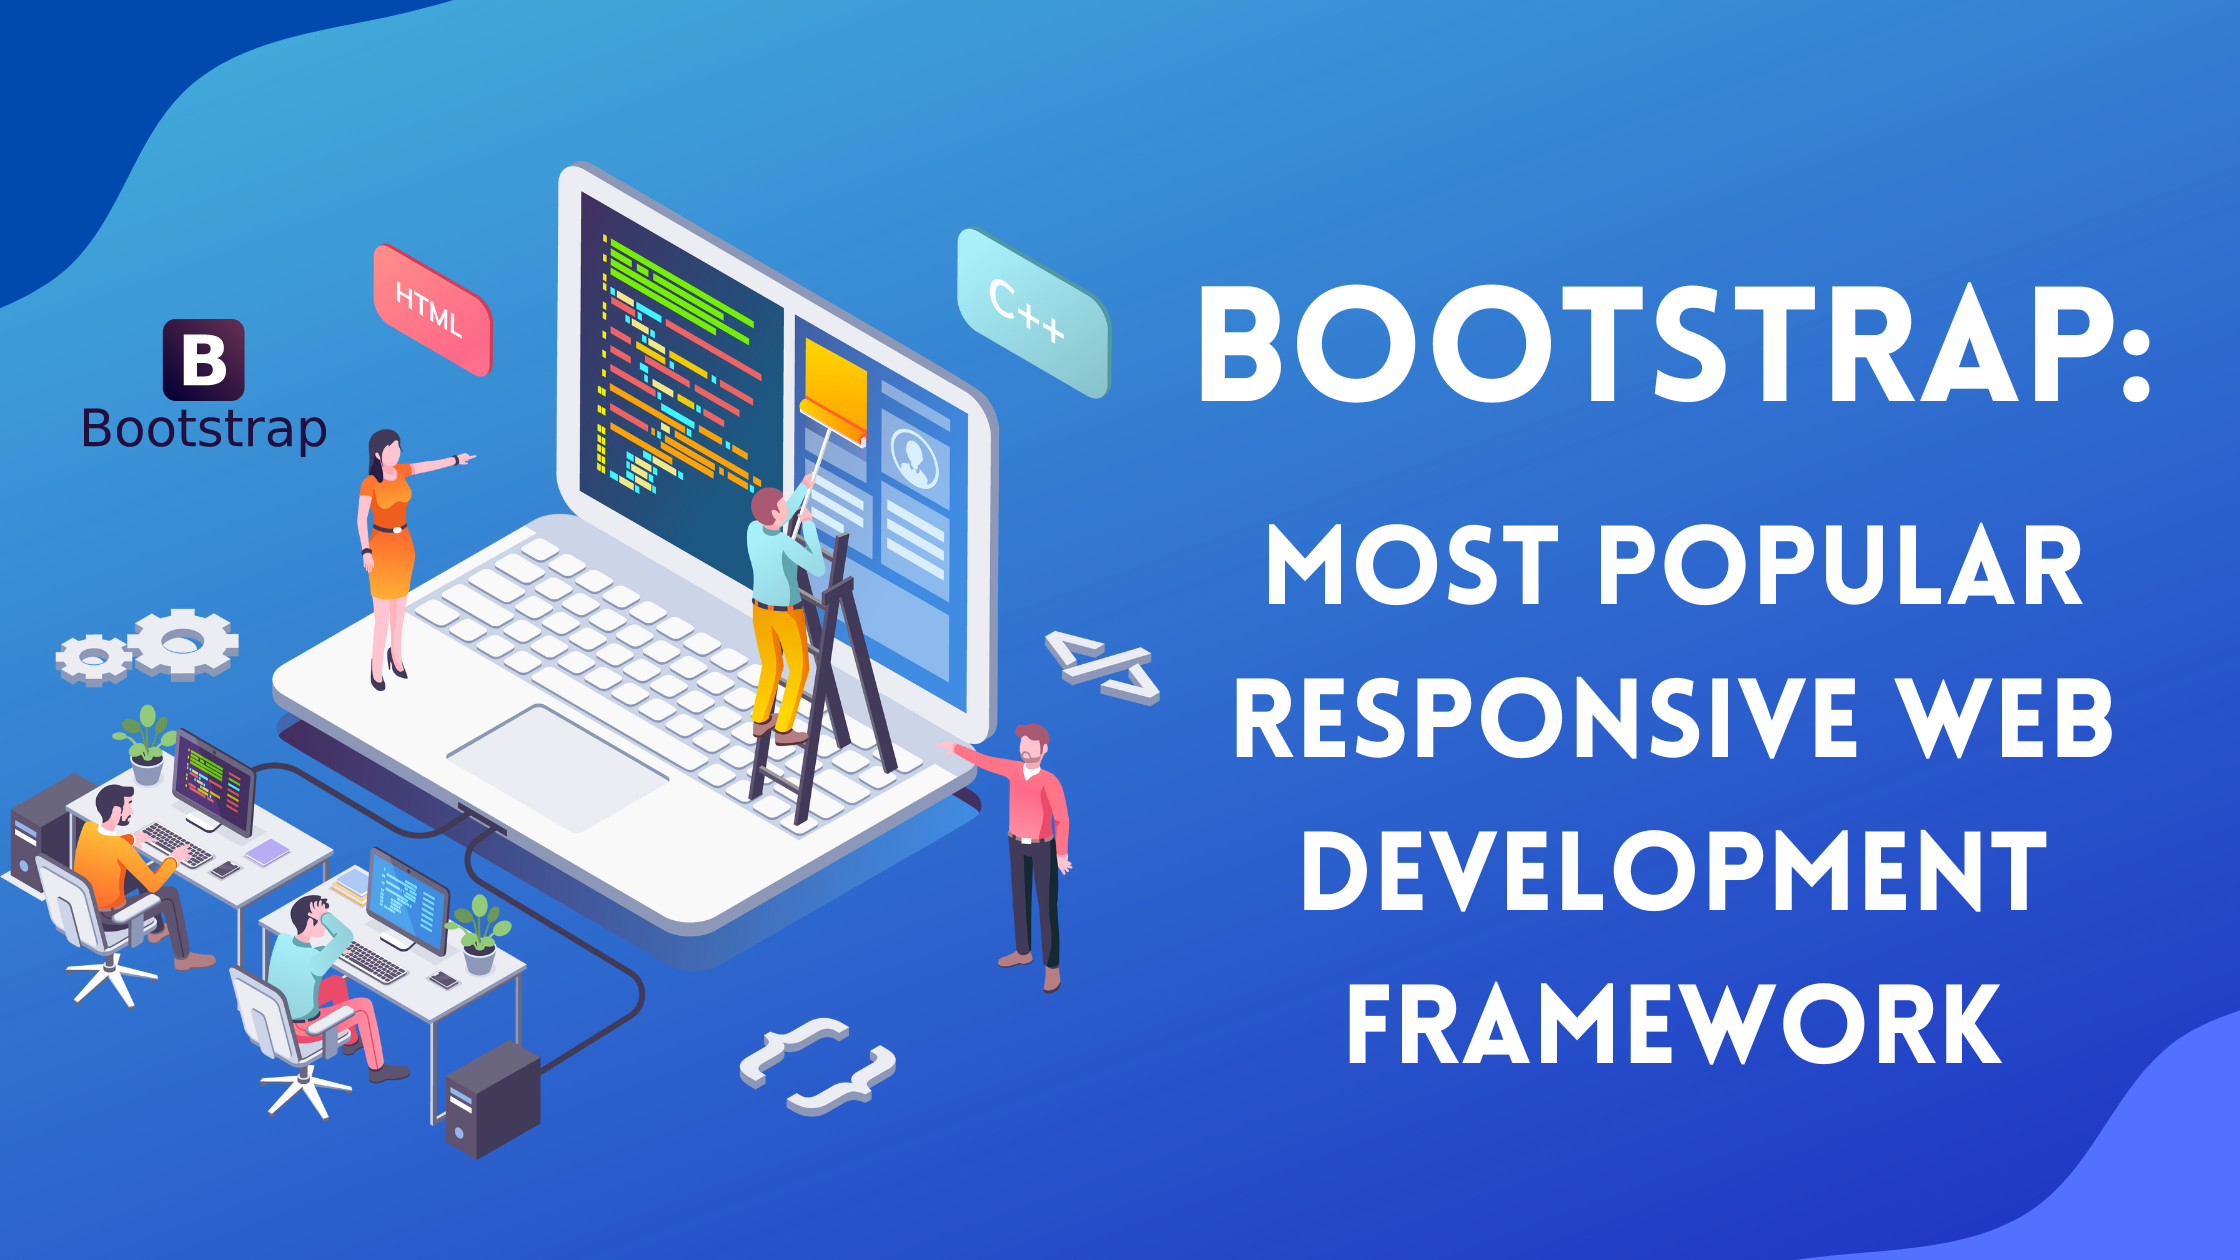 HTML
C++
B
Bootstrap
BOOTSTRAP:
MOST POPULAR
RESPONSIVE WEB
DEVELOPMENT
FRAMEWORK
{ }